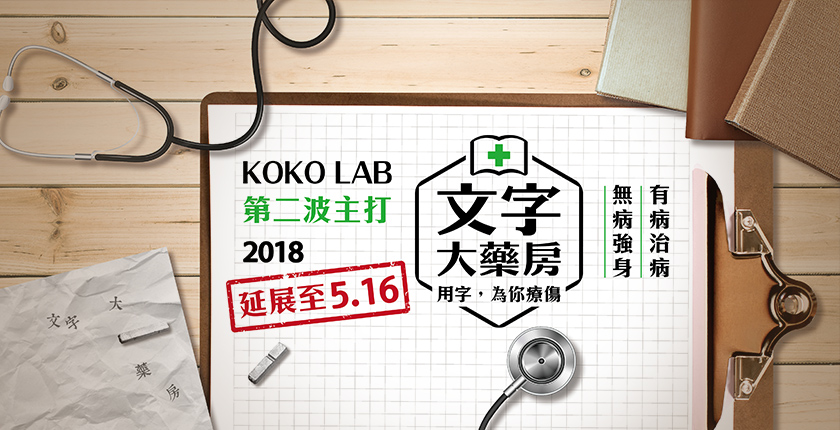 KOKO LAB
第二波主打
2018
延展至5.16
文字
大藥房
用字，為你療傷
有病治病
無病強身
文字
大
藥
房